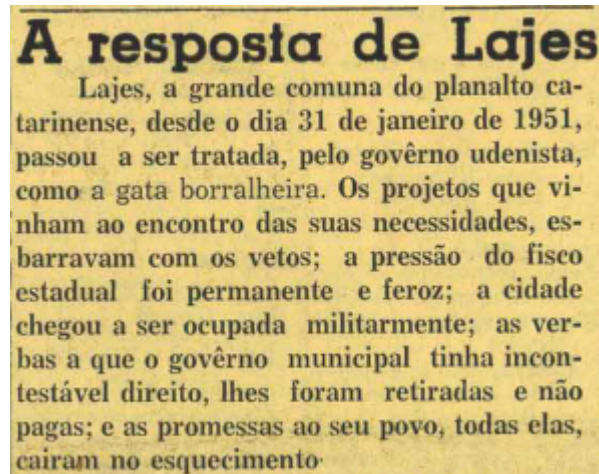 A resposta de Lajes
Lajes, a grande comuna do planalto ca-
tarinense, desde o dia 31 de janeiro de 1951,
passou a ser tratada, pelo govêrno udenista,
como a gata borralheira. Os projetos que vi-
nham ao encontro das suas necessidades, es-
barravam com os vetos; a pressão do fisco
estadual foi permanente e feroz; a cidade
chegou a ser ocupada militarmente; as ver-
bas a que o govêrno municipal tinha incon-
testável direito, lhes foram retiradas e não
pagas; e as promessas ao seu povo, todas elas,
cairam no esquecimento